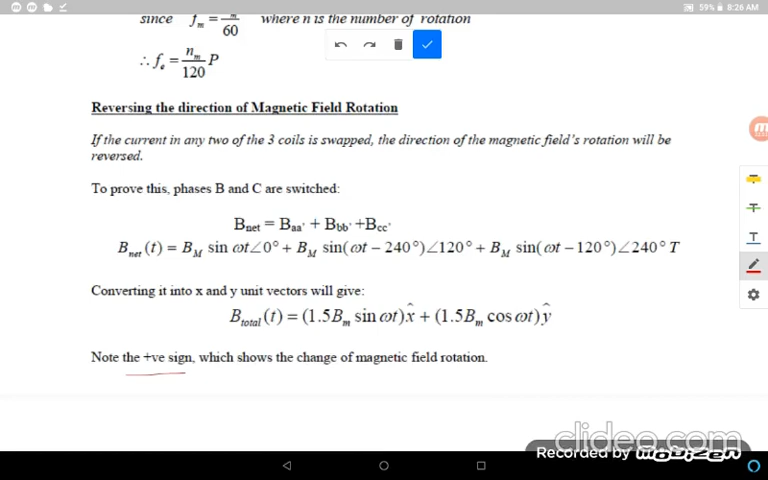 59% 8:26 AM
since f_m = n_m/60 where n is the number of rotation
∴ f_e = n_m/120 P
Reversing the direction of Magnetic Field Rotation
If the current in any two of the 3 coils is swapped, the direction of the magnetic field's rotation will be
reversed.
To prove this, phases B and C are switched:
B_net = B_aa' + B_bb' +B_cc'
B_net (t) = B_M sin ωt∠0° + B_M sin(ωt − 240°)∠120° + B_M sin(ωt − 120°)∠240° T
Converting it into x and y unit vectors will give:
B_total (t) = (1.5B_m sin ωt)x̂ + (1.5B_m cos ωt)ŷ
Note the +ve sign, which shows the change of magnetic field rotation.
clideo.com
Recorded by mobizen